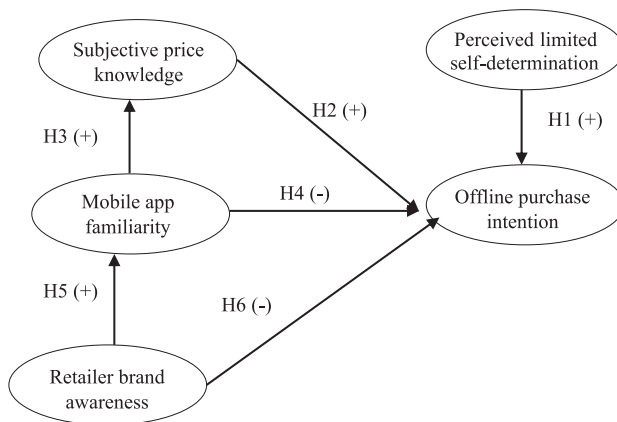 Subjective price
knowledge
Perceived limited
self-determination
H2 (+)
H1 (+)
H3 (+)
Mobile app
familiarity
H4 (-)
Offline purchase
intention
H5 (+)
H6 (-)
Retailer brand
awareness